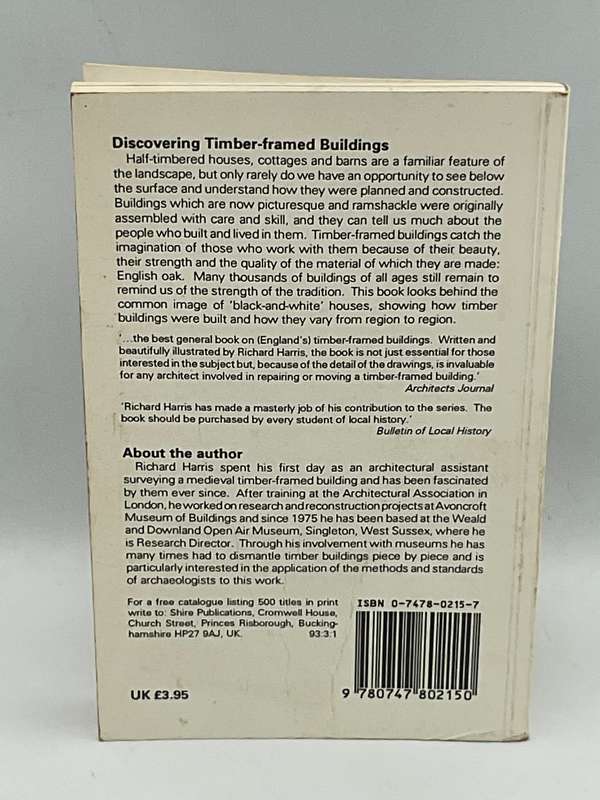 Discovering Timber-framed Buildings
Half-timbered houses, cottages and barns are a familiar feature of
the landscape, but only rarely do we have an opportunity to see below
the surface and understand how they were planned and constructed.
Buildings which are now picturesque and ramshackle were originally
assembled with care and skill, and they can tell us much about the
people who built and lived in them. Timber-framed buildings catch the
imagination of those who work with them because of their beauty,
their strength and the quality of the material of which they are made:
English oak. Many thousands of buildings of all ages still remain to
remind us of the strength of the tradition. This book looks behind the
common image of 'black-and-white' houses, showing how timber
buildings were built and how they vary from region to region.
'...the best general book on (England's) timber-framed buildings. Written and
beautifully illustrated by Richard Harris, the book is not just essential for those
interested in the subject but, because of the detail of the drawings, is invaluable
for any architect involved in repairing or moving a timber-framed building.'
Architects Journal
'Richard Harris has made a masterly job of his contribution to the series. The
book should be purchased by every student of local history.'
Bulletin of Local History
About the author
Richard Harris spent his first day as an architectural assistant
surveying a medieval timber-framed building and has been fascinated
by them ever since. After training at the Architectural Association in
London, he worked on research and reconstruction projects at Avoncroft
Museum of Buildings and since 1975 he has been based at the Weald
and Downland Open Air Museum, Singleton, West Sussex, where he
is Research Director. Through his involvement with museums he has
many times had to dismantle timber buildings piece by piece and is
particularly interested in the application of the methods and standards
of archaeologists to this work.
For a free catalogue listing 500 titles in print
write to: Shire Publications, Cromwell House,
Church Street, Princes Risborough, Bucking-
hamshire HP27 9AJ, UK. 93:3:1
ISBN 0-7478-0215-7
9 780747 802150
UK £3.95